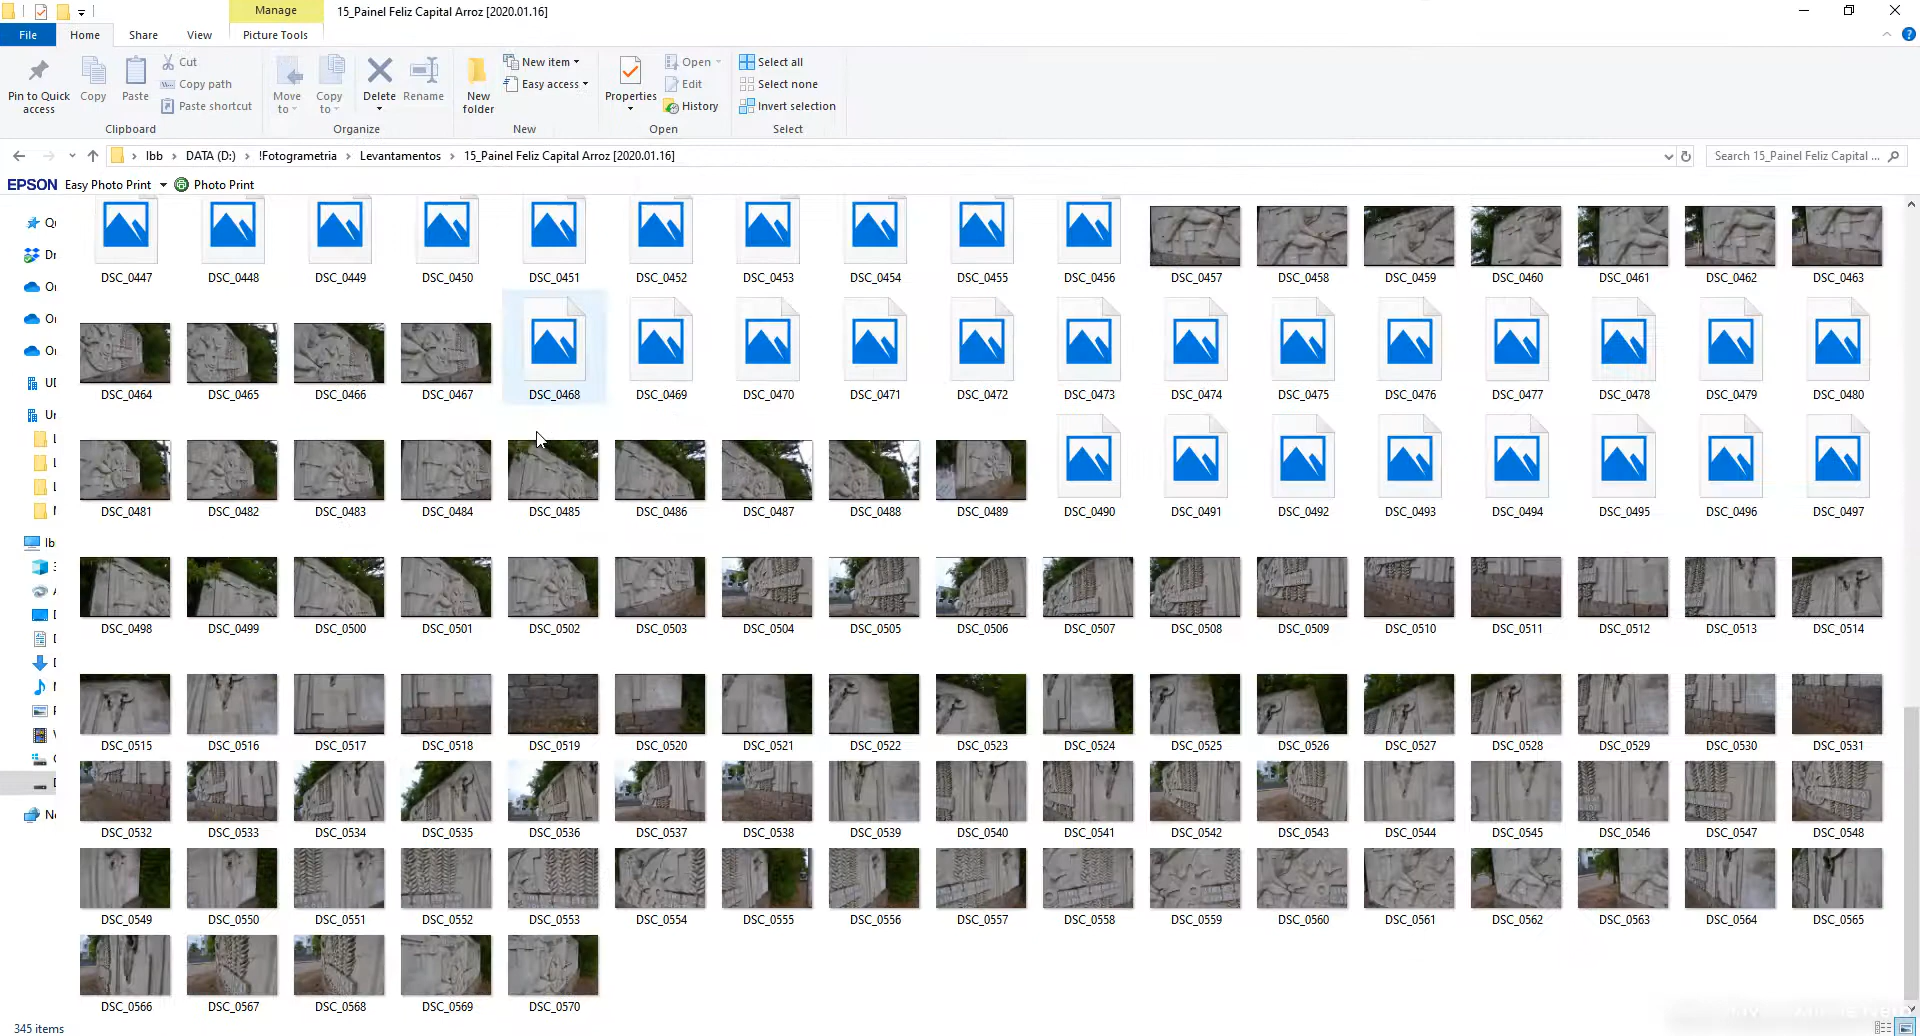 Manage
15_Painel Feliz Capital Arroz [2020.01.16]
File Home Share View Picture Tools
Pin to Quick access
Copy
Paste
Cut
Copy path
Paste shortcut
Move to
Copy to
Delete
Rename
New folder
New item
Easy access
Properties
Open
Edit
History
Select all
Select none
Invert selection
Clipboard Organize New Open Select
Ibb DATA (D:) !Fotogrametria Levantamentos 15_Painel Feliz Capital Arroz [2020.01.16]
Search 15_Painel Feliz Capital ...
EPSON Easy Photo Print Photo Print
DSC_0447 DSC_0448 DSC_0449 DSC_0450 DSC_0451 DSC_0452 DSC_0453 DSC_0454 DSC_0455 DSC_0456 DSC_0457 DSC_0458 DSC_0459 DSC_0460 DSC_0461 DSC_0462 DSC_0463
DSC_0464 DSC_0465 DSC_0466 DSC_0467 DSC_0468 DSC_0469 DSC_0470 DSC_0471 DSC_0472 DSC_0473 DSC_0474 DSC_0475 DSC_0476 DSC_0477 DSC_0478 DSC_0479 DSC_0480
DSC_0481 DSC_0482 DSC_0483 DSC_0484 DSC_0485 DSC_0486 DSC_0487 DSC_0488 DSC_0489 DSC_0490 DSC_0491 DSC_0492 DSC_0493 DSC_0494 DSC_0495 DSC_0496 DSC_0497
DSC_0498 DSC_0499 DSC_0500 DSC_0501 DSC_0502 DSC_0503 DSC_0504 DSC_0505 DSC_0506 DSC_0507 DSC_0508 DSC_0509 DSC_0510 DSC_0511 DSC_0512 DSC_0513 DSC_0514
DSC_0515 DSC_0516 DSC_0517 DSC_0518 DSC_0519 DSC_0520 DSC_0521 DSC_0522 DSC_0523 DSC_0524 DSC_0525 DSC_0526 DSC_0527 DSC_0528 DSC_0529 DSC_0530 DSC_0531
DSC_0532 DSC_0533 DSC_0534 DSC_0535 DSC_0536 DSC_0537 DSC_0538 DSC_0539 DSC_0540 DSC_0541 DSC_0542 DSC_0543 DSC_0544 DSC_0545 DSC_0546 DSC_0547 DSC_0548
DSC_0549 DSC_0550 DSC_0551 DSC_0552 DSC_0553 DSC_0554 DSC_0555 DSC_0556 DSC_0557 DSC_0558 DSC_0559 DSC_0560 DSC_0561 DSC_0562 DSC_0563 DSC_0564 DSC_0565
DSC_0566 DSC_0567 DSC_0568 DSC_0569 DSC_0570
345 items